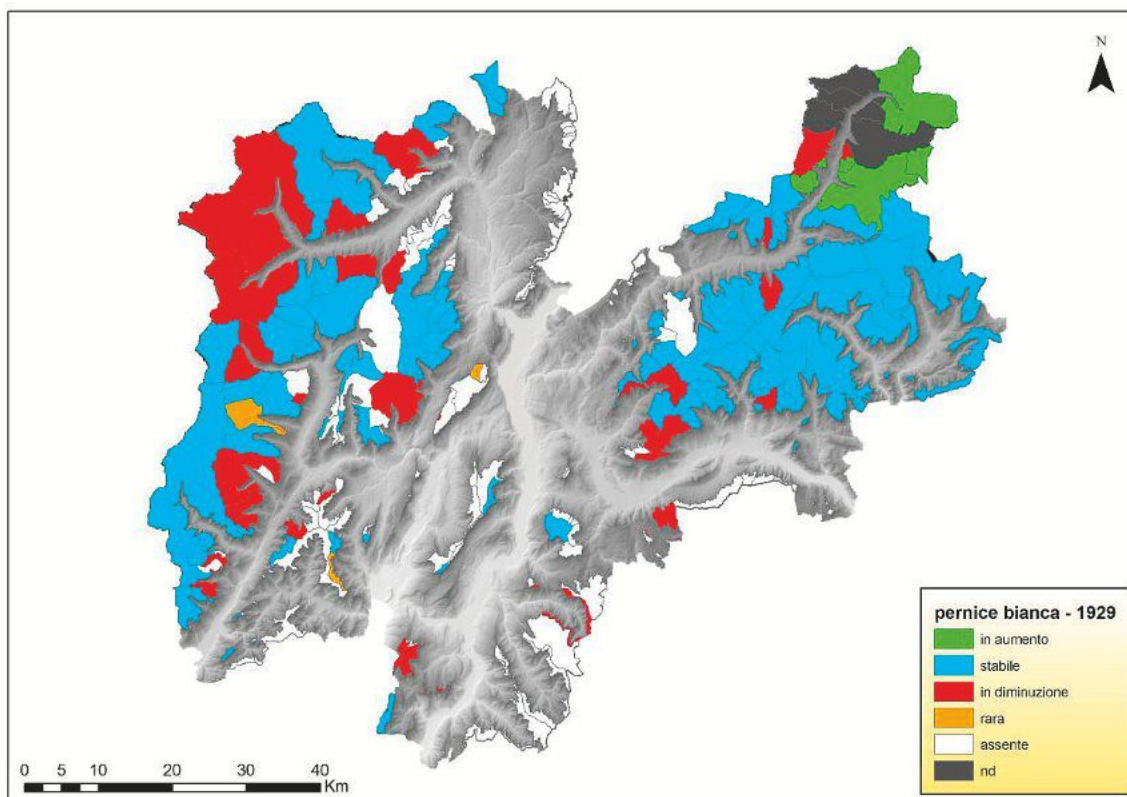 N
pernice bianca - 1929
in aumento
stabile
in diminuzione
rara
assente
nd
0 5 10 20 30 40
Km